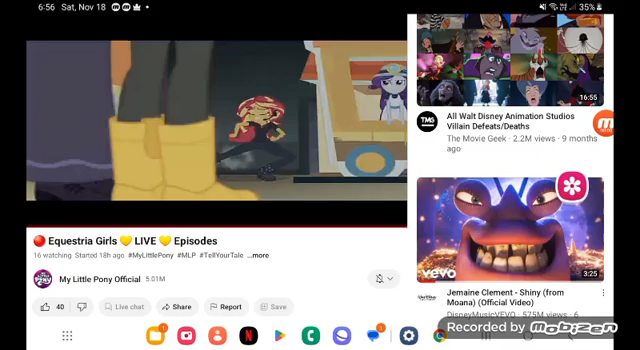 6:56 Sat, Nov 18
35%
16:55
TMG
All Walt Disney Animation Studios
Villain Defeats/Deaths
The Movie Geek · 2.2M views · 9 months
ago
🔴 Equestria Girls 💛 LIVE 💛 Episodes
16 watching Started 18h ago #MyLittlePony #MLP #TellYourTale ...more
My Little Pony Official 5.01M
40
Live chat
Share
Report
Save
vevo
3:25
Jemaine Clement - Shiny (from
Moana) (Official Video)
DisneyMusicVEVO · 575M views · 6
Recorded by Mobizen